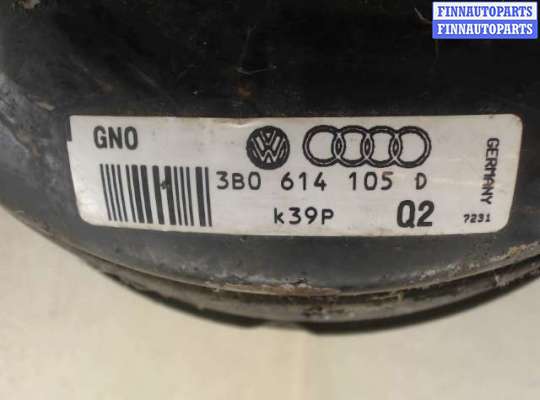 FINNAUTOPARTS
FINNAUTOPARTS
GNO
3B0 614 105 D
k39P Q2
GERMANY
7231